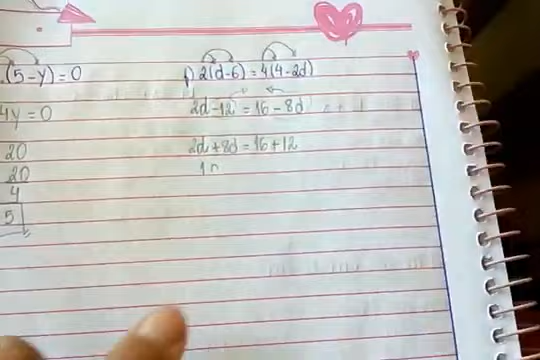 .(5-y)=0
4y=0
20
20
4
5
f) 2(d-6)=4(4-2d)
2d-12=16-8d
2d+8d=16+12